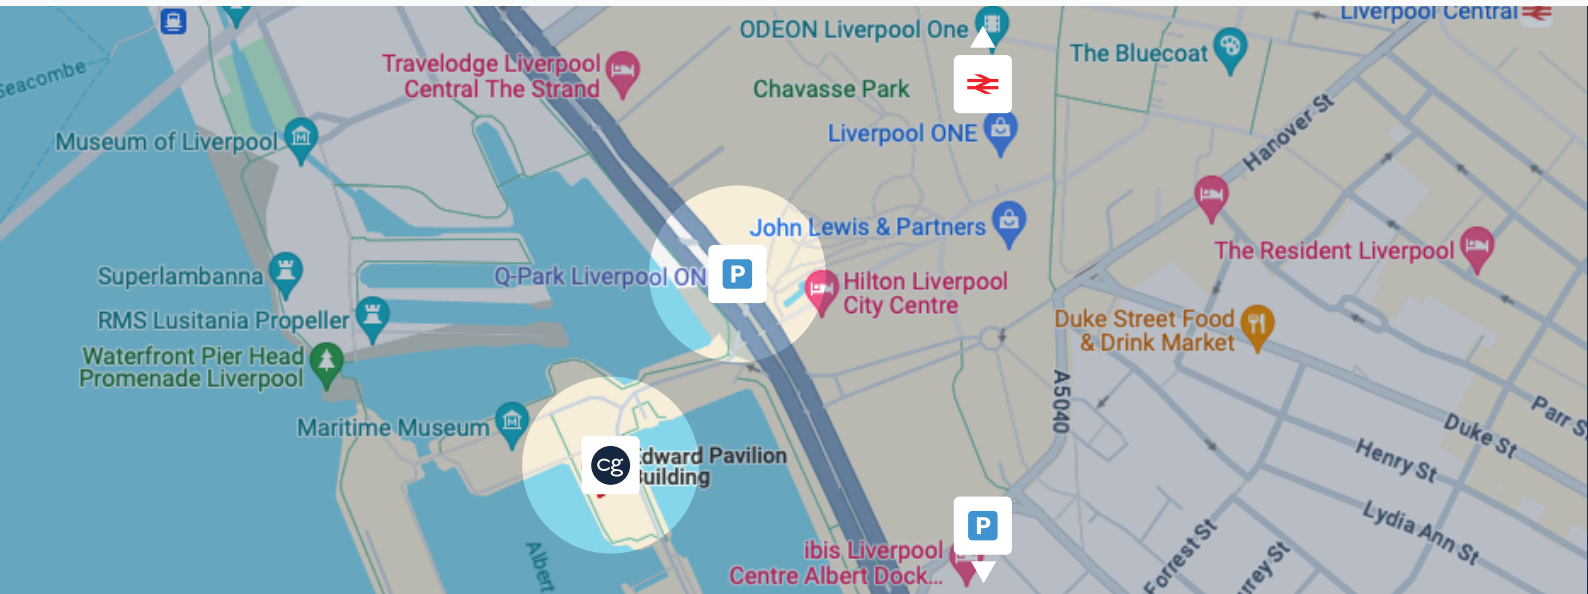 Liverpool Central
ODEON Liverpool One
The Bluecoat
Travelodge Liverpool
Central The Strand
Seacombe
Chavasse Park
Hanover St
Liverpool ONE
Museum of Liverpool
John Lewis & Partners
The Resident Liverpool
Superlambanna
Q-Park Liverpool ON
P
Hilton Liverpool
City Centre
RMS Lusitania Propeller
Duke Street Food
& Drink Market
Waterfront Pier Head
Promenade Liverpool
A5040
Parr S
Maritime Museum
Duke St
cg
dward Pavilion
uilding
Henry St
P
Lydia Ann St
Forrest St
rrey St
Albert
ibis Liverpool
Centre Albert Dock...